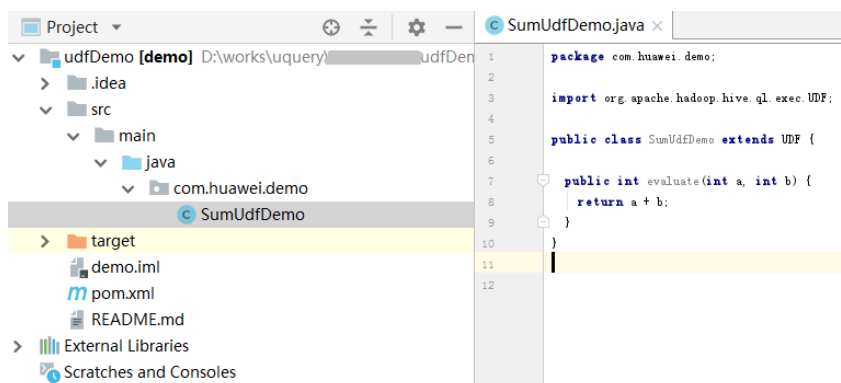 Project
udfDemo [demo] D:\works\uquery\ udfDen
.idea
src
main
java
com.huawei.demo
C SumUdfDemo
target
demo.iml
m pom.xml
README.md
External Libraries
Scratches and Consoles
C SumUdfDemo.java ×
1 package com.huawei.demo;
2
3 import org.apache.hadoop.hive.ql.exec.UDF;
4
5 public class SumUdfDemo extends UDF {
6
7 public int evaluate(int a, int b) {
8 return a + b;
9 }
10 }
11
12